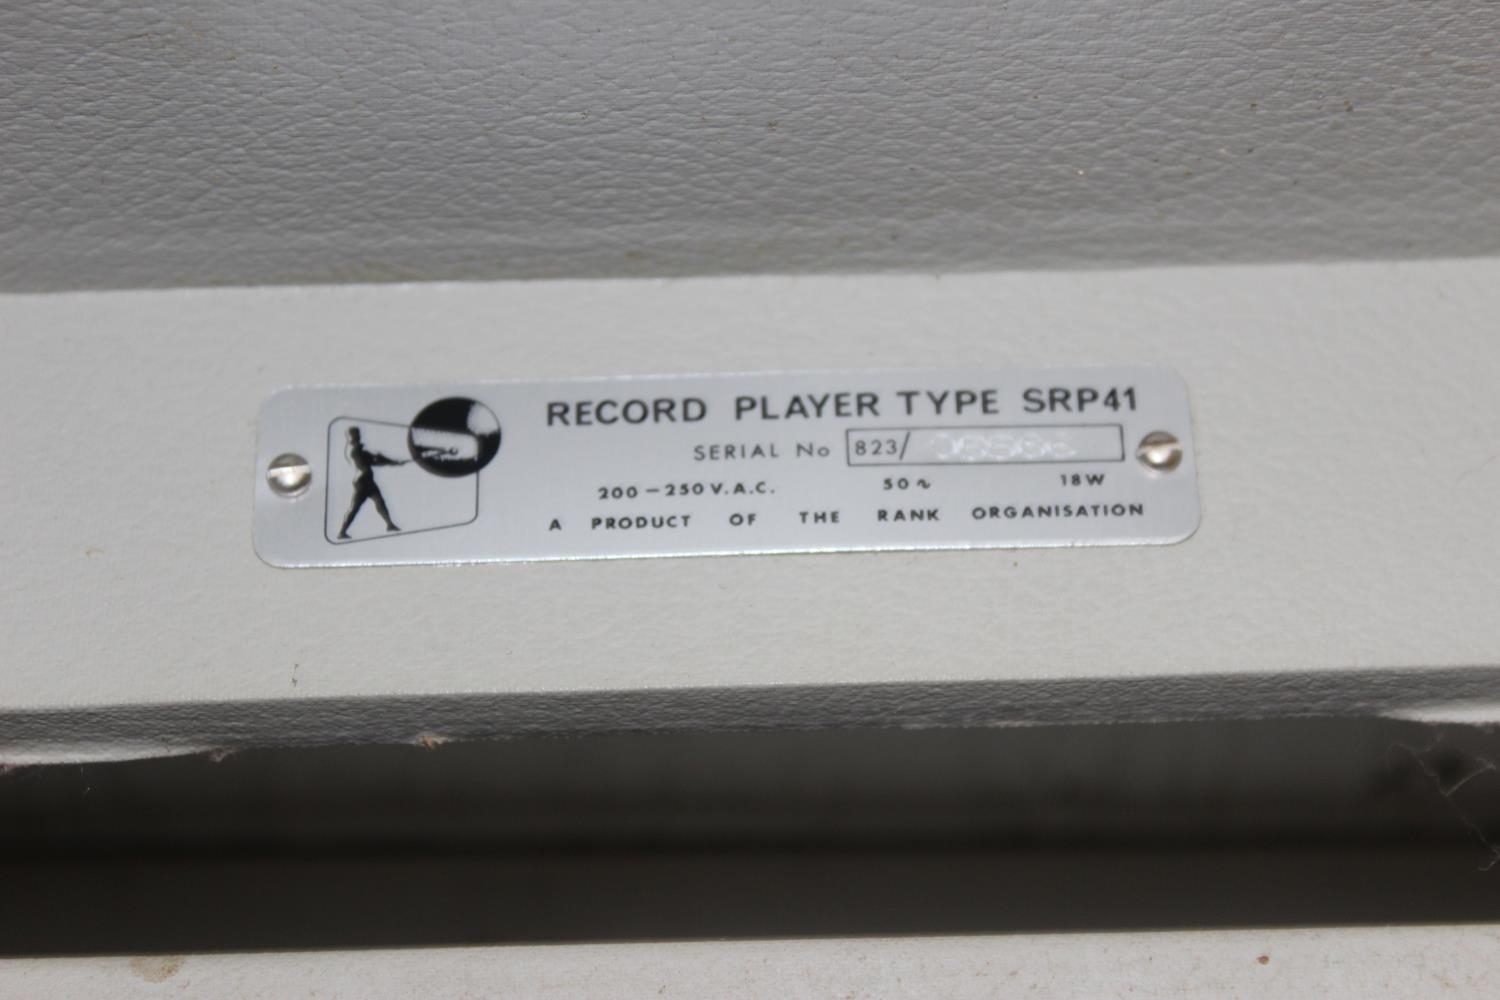 RECORD PLAYER TYPE SRP41
SERIAL No 823/
200-250 V.A.C. 50~ 18W
A PRODUCT OF THE RANK ORGANISATION